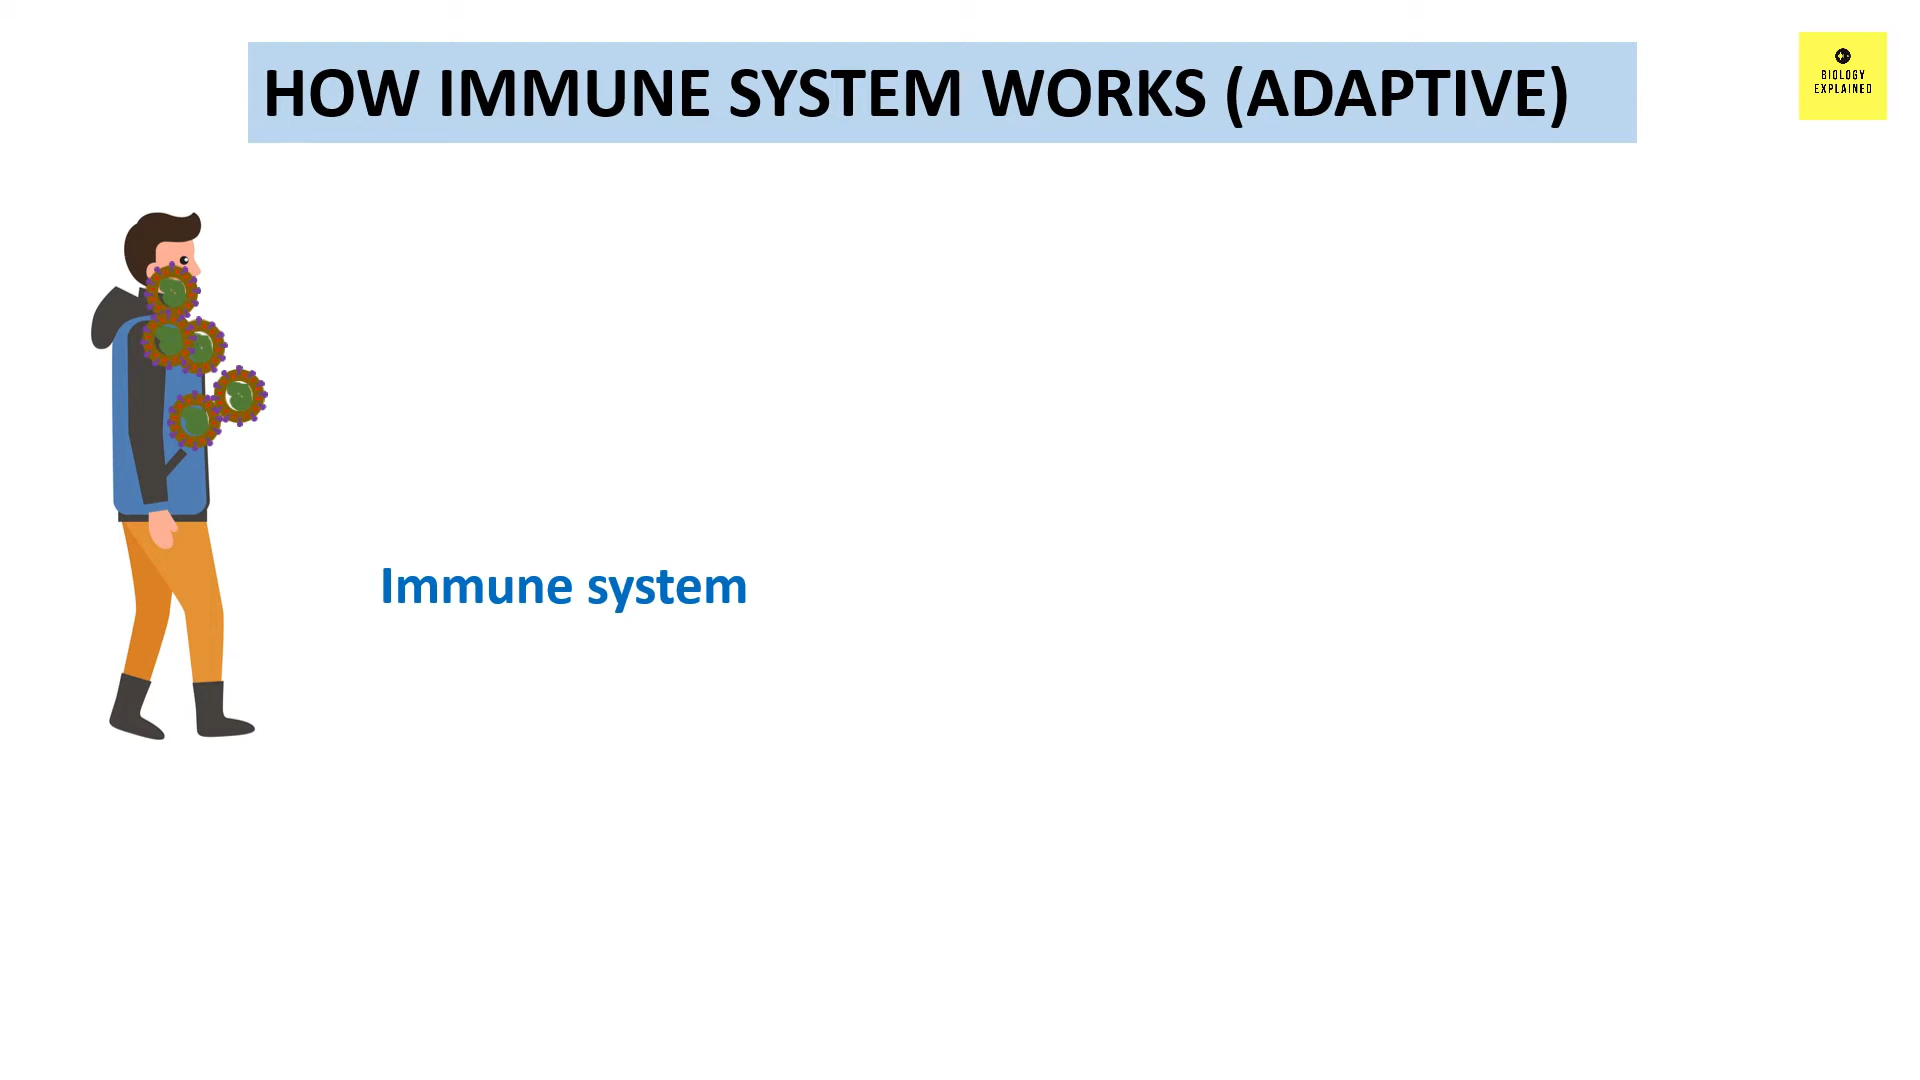 HOW IMMUNE SYSTEM WORKS (ADAPTIVE)
BIOLOGY
EXPLAINED
Immune system